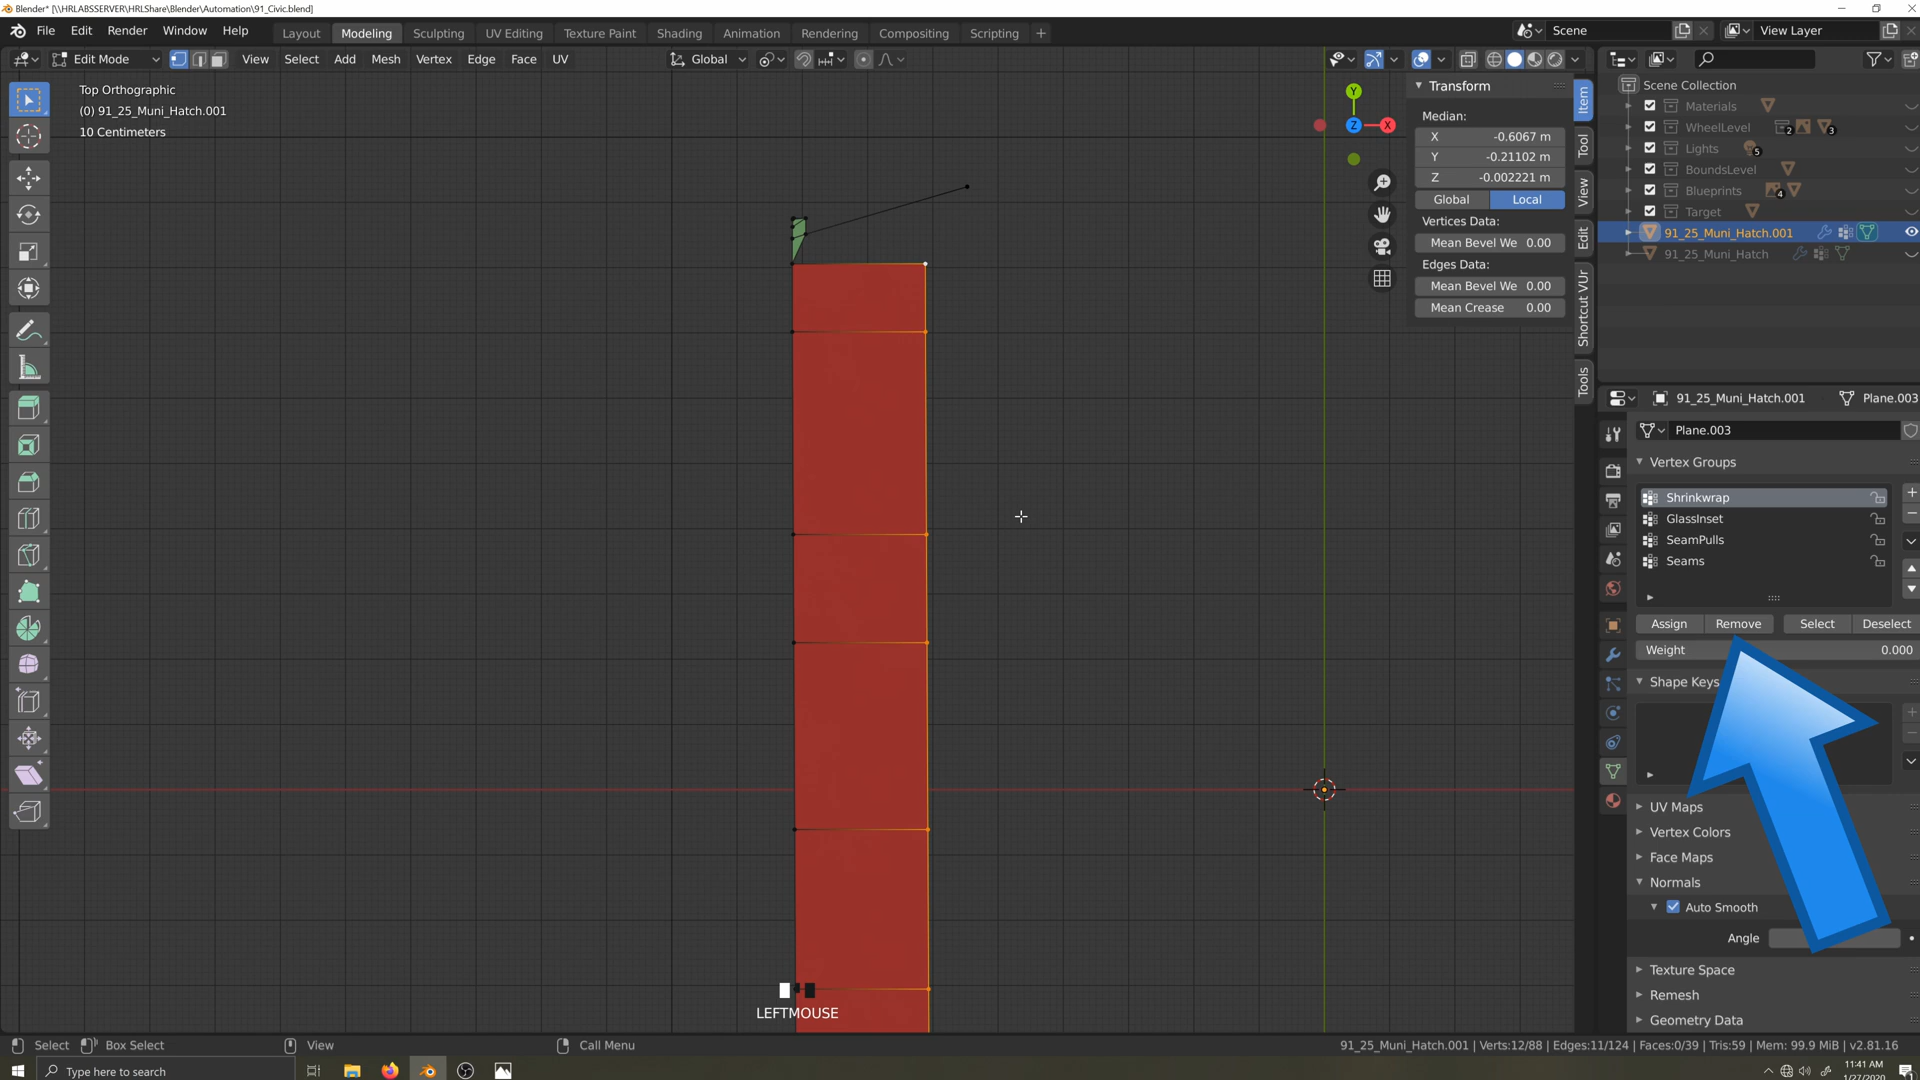 Blender* [\\HRLABSSERVER\HRLShare\Blender\Automation\91_Civic.blend]
File Edit Render Window Help
Layout Modeling Sculpting UV Editing Texture Paint Shading Animation Rendering Compositing Scripting +
Scene
View Layer
Edit Mode
View Select Add Mesh Vertex Edge Face UV
Global
Top Orthographic
(0) 91_25_Muni_Hatch.001
10 Centimeters
Y
Z
X
Transform
Median:
X -0.6067 m
Y -0.21102 m
Z -0.002221 m
Global Local
Vertices Data:
Mean Bevel We 0.00
Edges Data:
Mean Bevel We 0.00
Mean Crease 0.00
Item
Tool
View
Edit
Shortcut VUr
Tools
Scene Collection
Materials
WheelLevel 2 3
Lights 5
BoundsLevel
Blueprints 4
Target
91_25_Muni_Hatch.001
91_25_Muni_Hatch
91_25_Muni_Hatch.001 Plane.003
Plane.003
Vertex Groups
Shrinkwrap
GlassInset
SeamPulls
Seams
Assign Remove Select Deselect
Weight 0.000
Shape Keys
UV Maps
Vertex Colors
Face Maps
Normals
Auto Smooth
Angle
Texture Space
Remesh
Geometry Data
LEFTMOUSE
Select Box Select View Call Menu
91_25_Muni_Hatch.001 | Verts:12/88 | Edges:11/124 | Faces:0/39 | Tris:59 | Mem: 99.9 MiB | v2.81.16
Type here to search
11:41 AM
1/27/2020